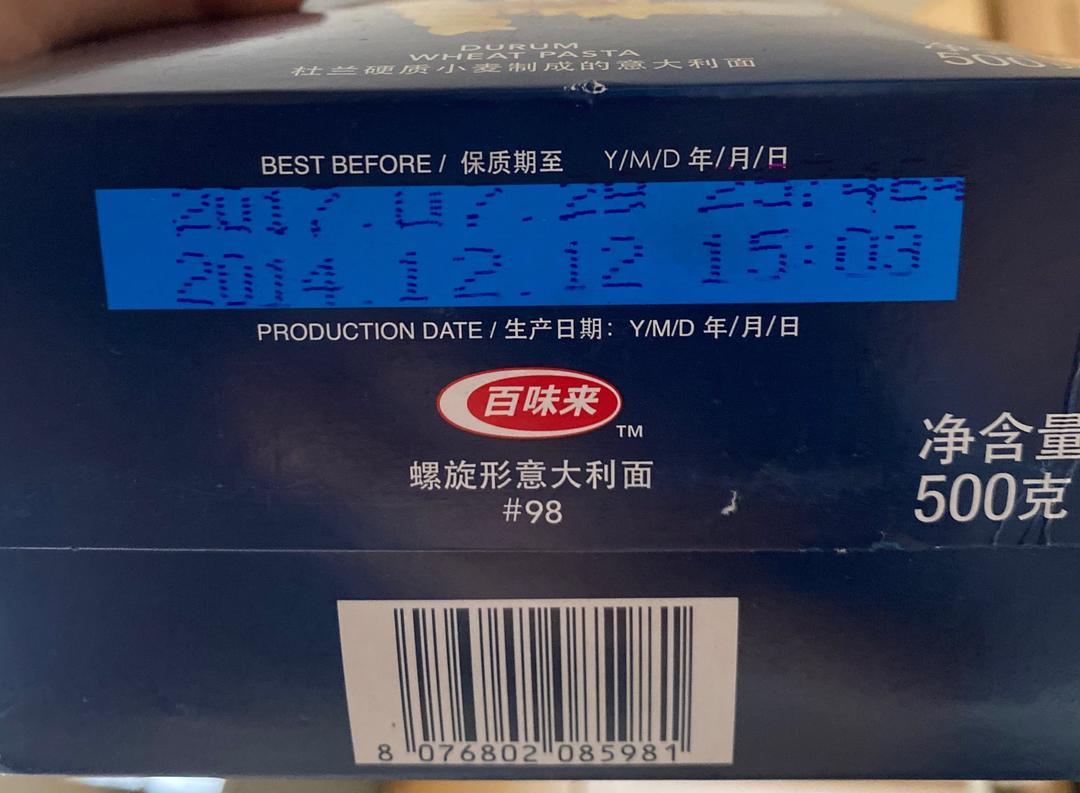 DURUM
WHEAT PASTA
杜兰硬质小麦制成的意大利面
500
BEST BEFORE / 保质期至 Y/M/D 年/月/日
2017.07.29
2014.12.12 15:03
PRODUCTION DATE / 生产日期: Y/M/D 年/月/日
百味来
TM
螺旋形意大利面
#98
净含量
500克
8 076802 085981